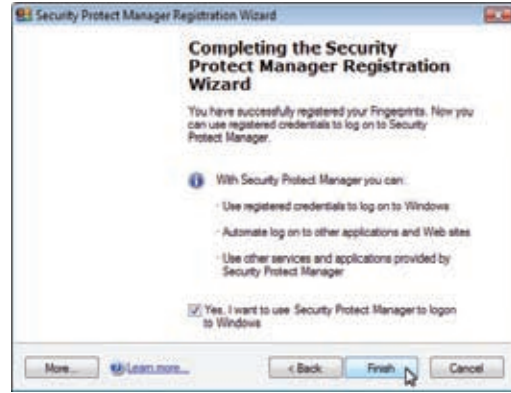 Security Protect Manager Registration Wizard
Completing the Security
Protect Manager Registration
Wizard
You have successfully registered your Fingerprints. Now you
can use registered credentials to log on to Security
Protect Manager.
With Security Protect Manager you can:
· Use registered credentials to log on to Windows
· Automate log on to other applications and Web sites
· Use other services and applications provided by
Security Protect Manager
Yes, I want to use Security Protect Manager to logon
to Windows
More...
Learn more...
< Back
Finish
Cancel